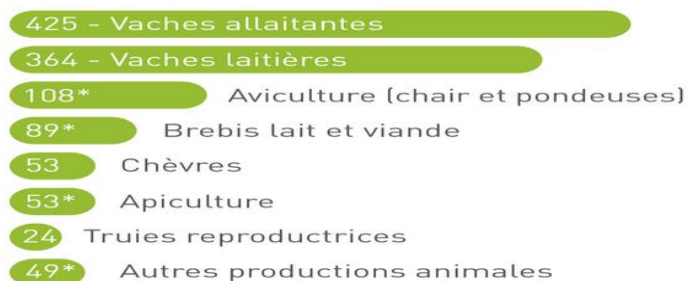 425 - Vaches allaitantes
364 - Vaches laitières
108* Aviculture (chair et pondeuses)
89* Brebis lait et viande
53 Chèvres
53* Apiculture
24 Truies reproductrices
49* Autres productions animales